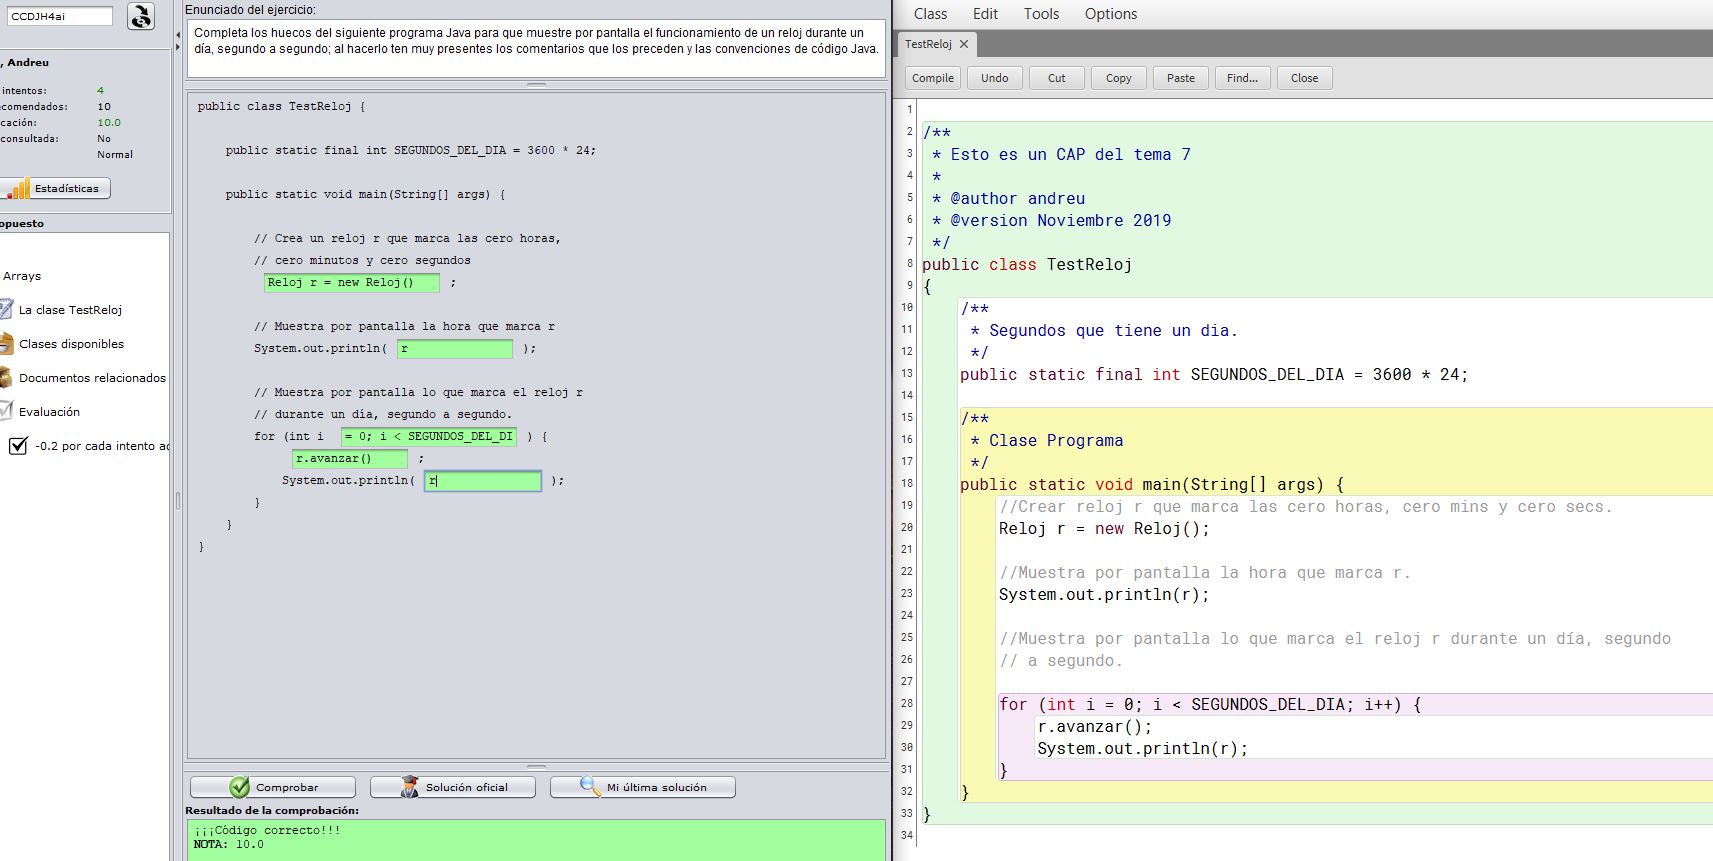 CCDJH4ai
, Andreu
intentos: 4
comendados: 10
cación: 10.0
consultada: No
Normal
Estadísticas
opuesto
Arrays
La clase TestReloj
Clases disponibles
Documentos relacionados
Evaluación
-0.2 por cada intento ad
Enunciado del ejercicio:
Completa los huecos del siguiente programa Java para que muestre por pantalla el funcionamiento de un reloj durante un
día, segundo a segundo; al hacerlo ten muy presentes los comentarios que los preceden y las convenciones de código Java.
public class TestReloj {
public static final int SEGUNDOS_DEL_DIA = 3600 * 24;
public static void main(String[] args) {
// Crea un reloj r que marca las cero horas,
// cero minutos y cero segundos
Reloj r = new Reloj() ;
// Muestra por pantalla la hora que marca r
System.out.println( r );
// Muestra por pantalla lo que marca el reloj r
// durante un día, segundo a segundo.
for (int i = 0; i < SEGUNDOS_DEL_DI ) {
r.avanzar() ;
System.out.println( r );
}
}
}
Comprobar
Solución oficial
Mi última solución
Resultado de la comprobación:
¡¡¡Código correcto!!!
NOTA: 10.0
Class Edit Tools Options
TestReloj
Compile Undo Cut Copy Paste Find... Close
1
2 /**
3 * Esto es un CAP del tema 7
4 *
5 * @author andreu
6 * @version Noviembre 2019
7 */
8 public class TestReloj
9 {
10 /**
11 * Segundos que tiene un dia.
12 */
13 public static final int SEGUNDOS_DEL_DIA = 3600 * 24;
14
15 /**
16 * Clase Programa
17 */
18 public static void main(String[] args) {
19 //Crear reloj r que marca las cero horas, cero mins y cero secs.
20 Reloj r = new Reloj();
21
22 //Muestra por pantalla la hora que marca r.
23 System.out.println(r);
24
25 //Muestra por pantalla lo que marca el reloj r durante un día, segundo
26 // a segundo.
27
28 for (int i = 0; i < SEGUNDOS_DEL_DIA; i++) {
29 r.avanzar();
30 System.out.println(r);
31 }
32 }
33 }
34